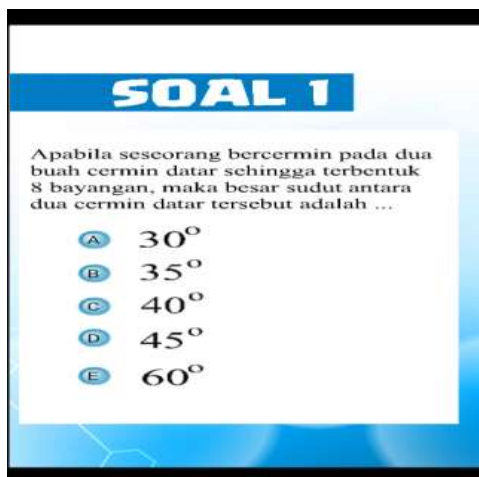 SOAL 1
Apabila seseorang bercermin pada dua
buah cermin datar sehingga terbentuk
8 bayangan, maka besar sudut antara
dua cermin datar tersebut adalah ...
A 30°
B 35°
C 40°
D 45°
E 60°